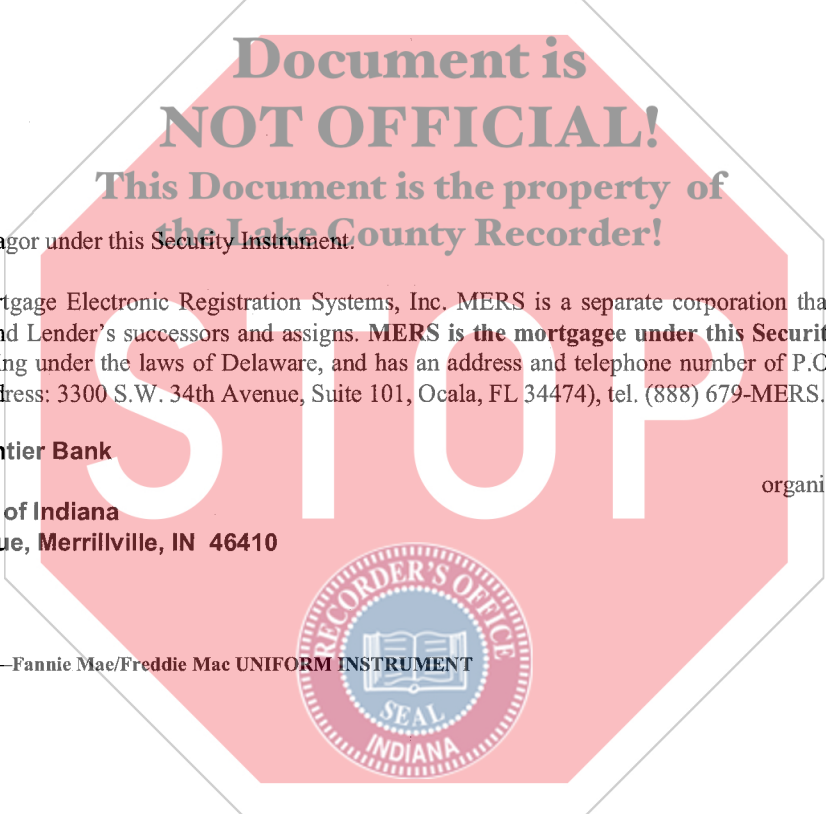 Document is
NOT OFFICIAL!
This Document is the property of
the Lake County Recorder!
agor under this Security Instrument.
rtgage Electronic Registration Systems, Inc. MERS is a separate corporation tha
nd Lender's successors and assigns. MERS is the mortgagee under this Securit
ing under the laws of Delaware, and has an address and telephone number of P.O
dress: 3300 S.W. 34th Avenue, Suite 101, Ocala, FL 34474), tel. (888) 679-MERS.
STOP
ntier Bank
organi
of Indiana
ue, Merrillville, IN 46410
RECORDER'S OFFICE
—Fannie Mae/Freddie Mac UNIFORM INSTRUMENT
SEAL
INDIANA